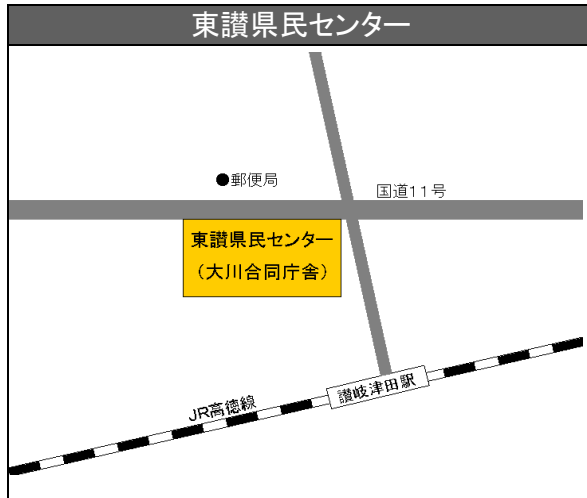 東讃県民センター
●郵便局
国道11号
東讃県民センター
（大川合同庁舎）
讃岐津田駅
JR高徳線